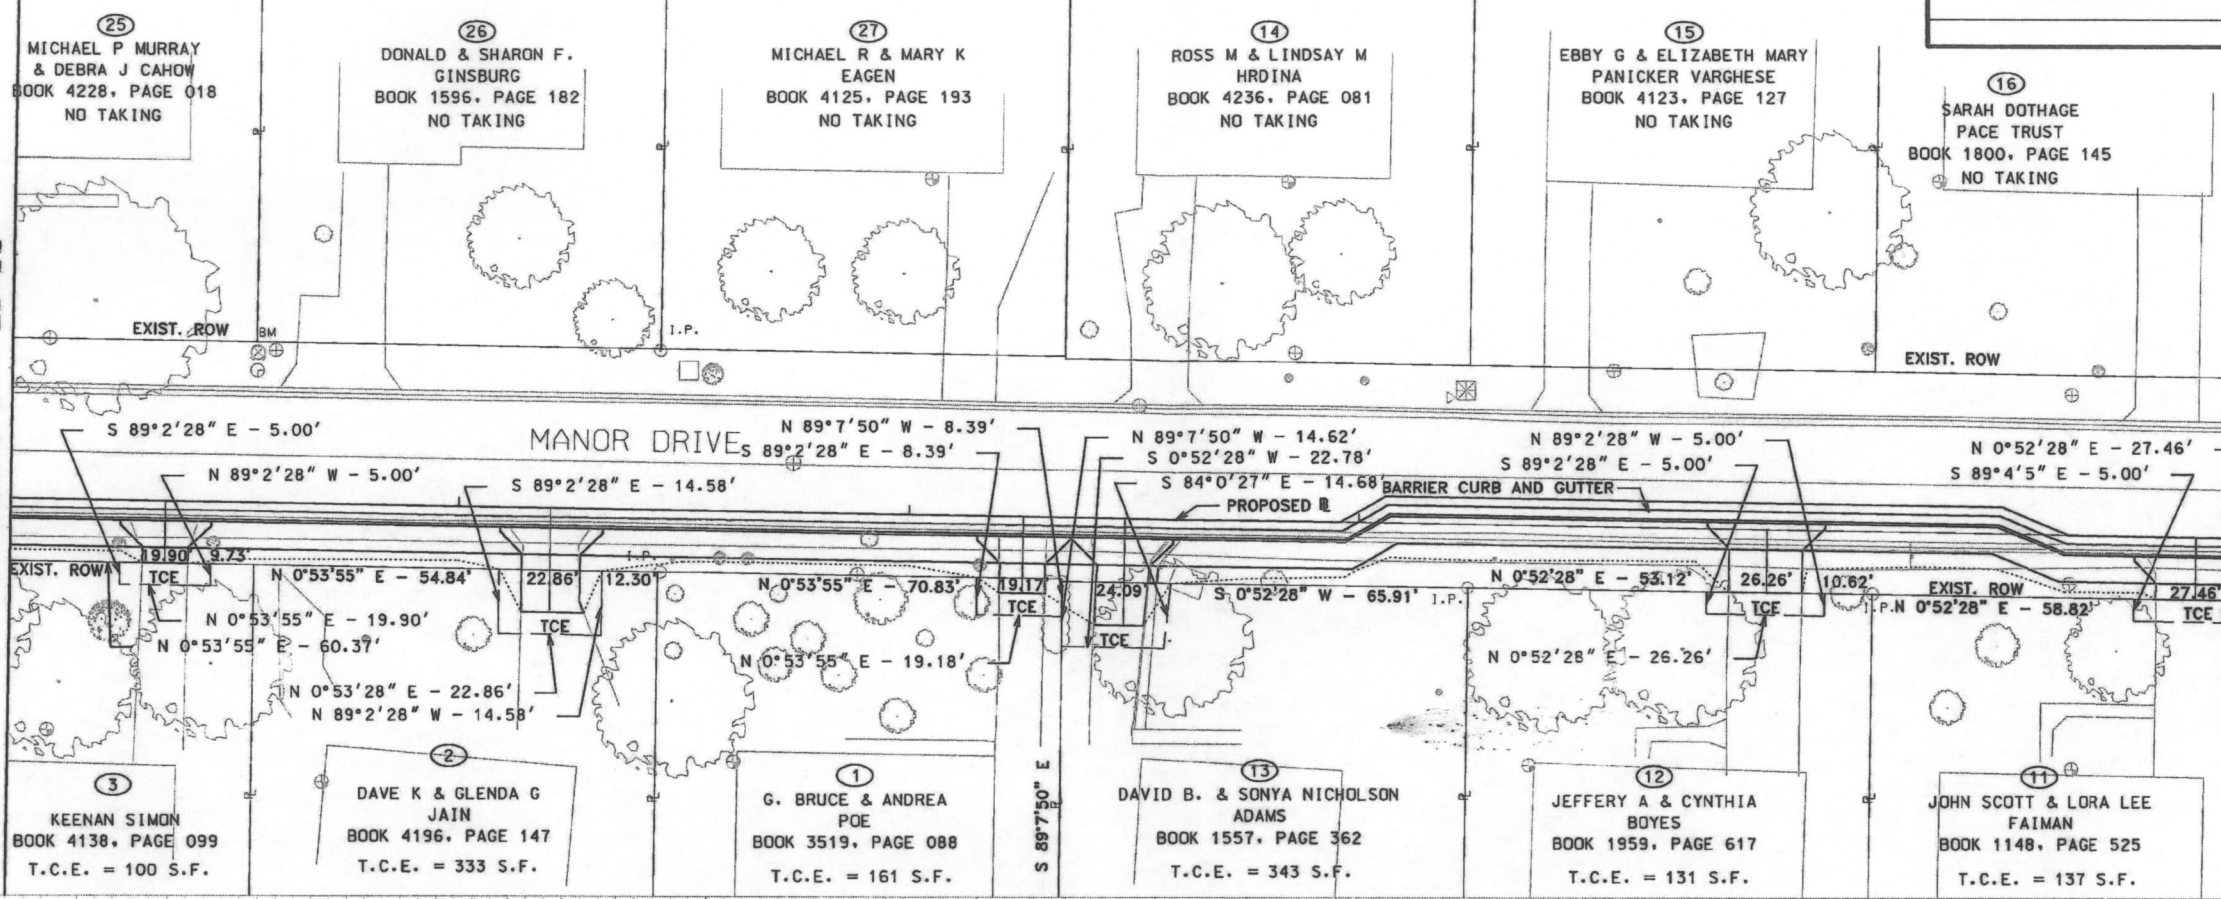 25
MICHAEL P MURRAY
& DEBRA J CAHOW
BOOK 4228, PAGE 018
NO TAKING
26
DONALD & SHARON F.
GINSBURG
BOOK 1596, PAGE 182
NO TAKING
27
MICHAEL R & MARY K
EAGEN
BOOK 4125, PAGE 193
NO TAKING
14
ROSS M & LINDSAY M
HRDINA
BOOK 4236, PAGE 081
NO TAKING
15
EBBY G & ELIZABETH MARY
PANICKER VARGHESE
BOOK 4123, PAGE 127
NO TAKING
16
SARAH DOTHAGE
PACE TRUST
BOOK 1800, PAGE 145
NO TAKING
EXIST. ROW
BM
I.P.
EXIST. ROW
MANOR DRIVE
S 89°2'28" E - 5.00'
N 89°2'28" W - 5.00'
S 89°2'28" E - 14.58'
N 89°7'50" W - 8.39'
S 89°2'28" E - 8.39'
N 89°7'50" W - 14.62'
S 0°52'28" W - 22.78'
S 84°0'27" E - 14.68'
PROPOSED
BARRIER CURB AND GUTTER
N 89°2'28" W - 5.00'
S 89°2'28" E - 5.00'
N 0°52'28" E - 27.46'
S 89°4'5" E - 5.00'
EXIST. ROW
19.90'
9.73'
TCE
N 0°53'55" E - 54.84'
22.86'
12.30'
I.P.
TCE
N 0°53'55" E - 70.83'
19.17'
TCE
24.09'
TCE
S 0°52'28" W - 65.91'
I.P.
N 0°52'28" E - 53.12'
26.26'
TCE
10.62'
I.P.
EXIST. ROW
N 0°52'28" E - 58.82'
27.46'
TCE
N 0°53'55" E - 19.90'
N 0°53'55" E - 60.37'
N 0°53'28" E - 22.86'
N 89°2'28" W - 14.58'
N 0°53'55" E - 19.18'
N 0°52'28" E - 26.26'
S 89°7'50" E
3
KEENAN SIMON
BOOK 4138, PAGE 099
T.C.E. = 100 S.F.
2
DAVE K & GLENDA G
JAIN
BOOK 4196, PAGE 147
T.C.E. = 333 S.F.
1
G. BRUCE & ANDREA
POE
BOOK 3519, PAGE 088
T.C.E. = 161 S.F.
13
DAVID B. & SONYA NICHOLSON
ADAMS
BOOK 1557, PAGE 362
T.C.E. = 343 S.F.
12
JEFFERY A & CYNTHIA
BOYES
BOOK 1959, PAGE 617
T.C.E. = 131 S.F.
11
JOHN SCOTT & LORA LEE
FAIMAN
BOOK 1148, PAGE 525
T.C.E. = 137 S.F.